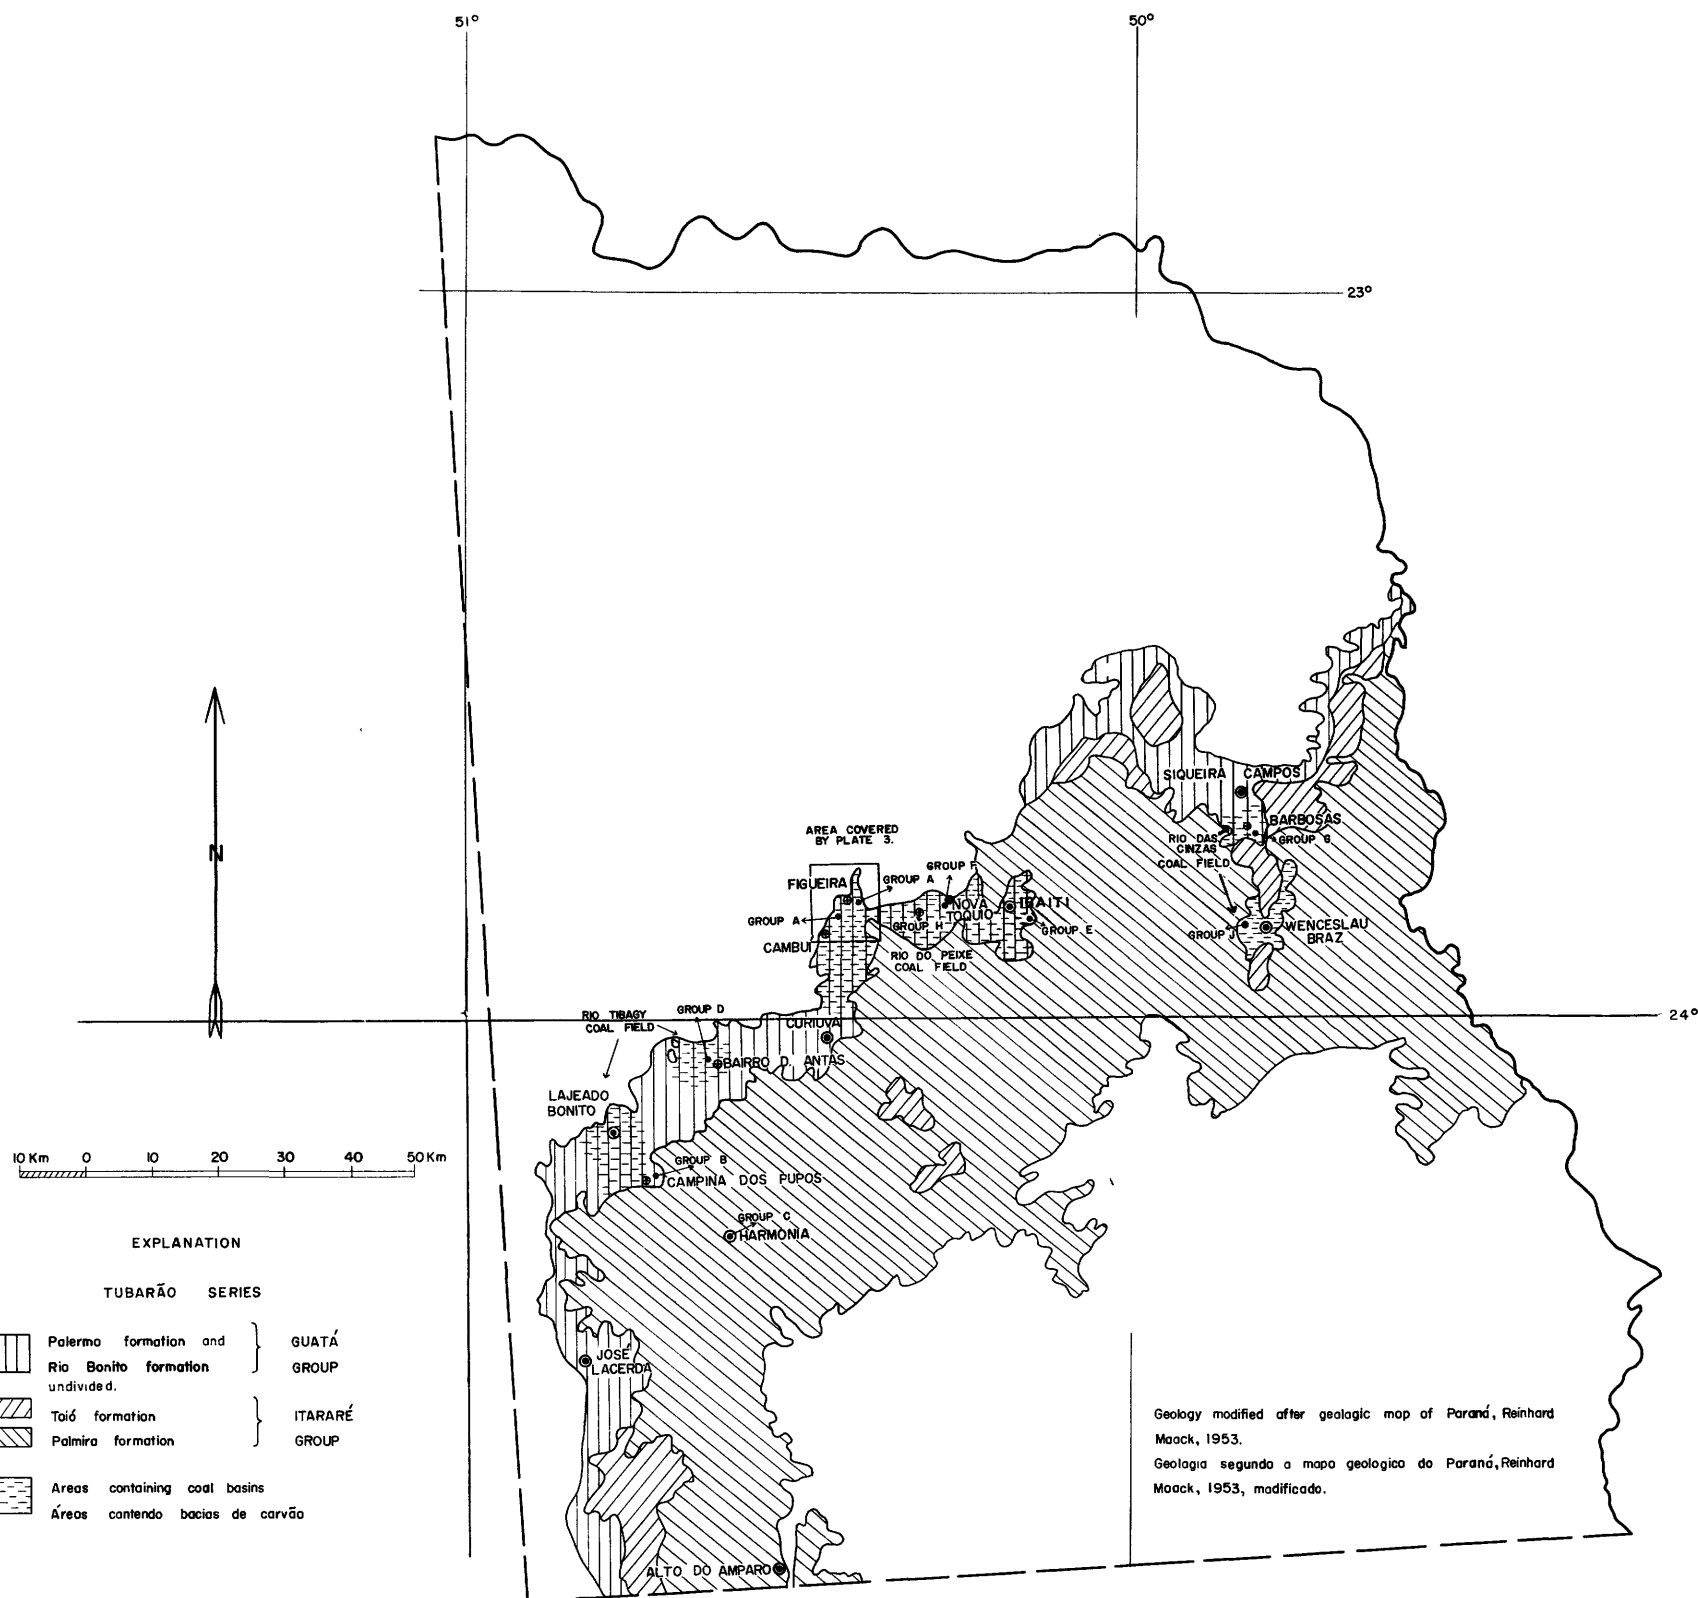 51°
50°
23°
SIQUEIRA CAMPOS
BARBOSAS
GROUP G
RIO DAS
CINZAS
COAL FIELD
AREA COVERED
BY PLATE 3.
FIGUEIRA
GROUP A
GROUP F
GROUP A
NOVA
TOQUIO
IBAITI
GROUP H
GROUP E
CAMBUI
RIO DO PEIXE
COAL FIELD
GROUP J
WENCESLAU
BRAZ
N
24°
RIO TIBAGY
COAL FIELD
GROUP D
CURIUVA
BAIRRO D. ANTAS
LAJEADO
BONITO
GROUP B
CAMPINA DOS PUPOS
GROUP C
HARMONIA
10 Km 0 10 20 30 40 50 Km
EXPLANATION
TUBARÃO SERIES
Palermo formation and
Rio Bonito formation
undivided.
GUATÁ
GROUP
Taió formation
Palmira formation
ITARARÉ
GROUP
Areas containing coal basins
Áreos contendo bacias de carvão
JOSÉ
LACERDA
ALTO DO AMPARO
Geology modified after gealagic map of Paraná, Reinhard
Maack, 1953.
Geolagia segundo a mapa geologico do Paraná, Reinhard
Maack, 1953, madificado.